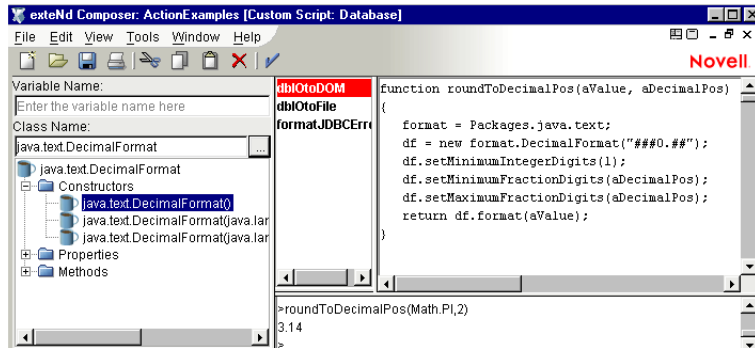 exteNd Composer: ActionExamples [Custom Script: Database]
File Edit View Tools Window Help
Novell.
Variable Name:
Enter the variable name here
Class Name:
java.text.DecimalFormat
...
java.text.DecimalFormat
Constructors
java.text.DecimalFormat()
java.text.DecimalFormat(java.lar
java.text.DecimalFormat(java.lar
Properties
Methods
dblOtoDOM
dblOtoFile
formatJDBCErr
function roundToDecimalPos(aValue, aDecimalPos)
{
format = Packages.java.text;
df = new format.DecimalFormat("###0.##");
df.setMinimumIntegerDigits(1);
df.setMinimumFractionDigits(aDecimalPos);
df.setMaximumFractionDigits(aDecimalPos);
return df.format(aValue);
}
>roundToDecimalPos(Math.PI,2)
3.14
>